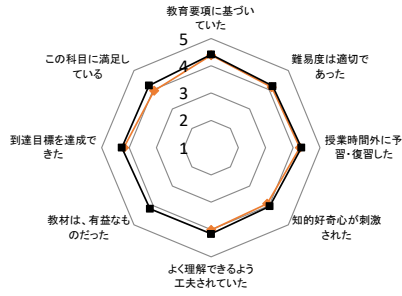 教育要項に基づい
ていた
難易度は適切で
あった
授業時間外に予
習・復習した
知的好奇心が刺激
された
よく理解できるよう
工夫されていた
教材は、有益なも
のだった
到達目標を達成で
きた
この科目に満足し
ている
5
4
3
2
1